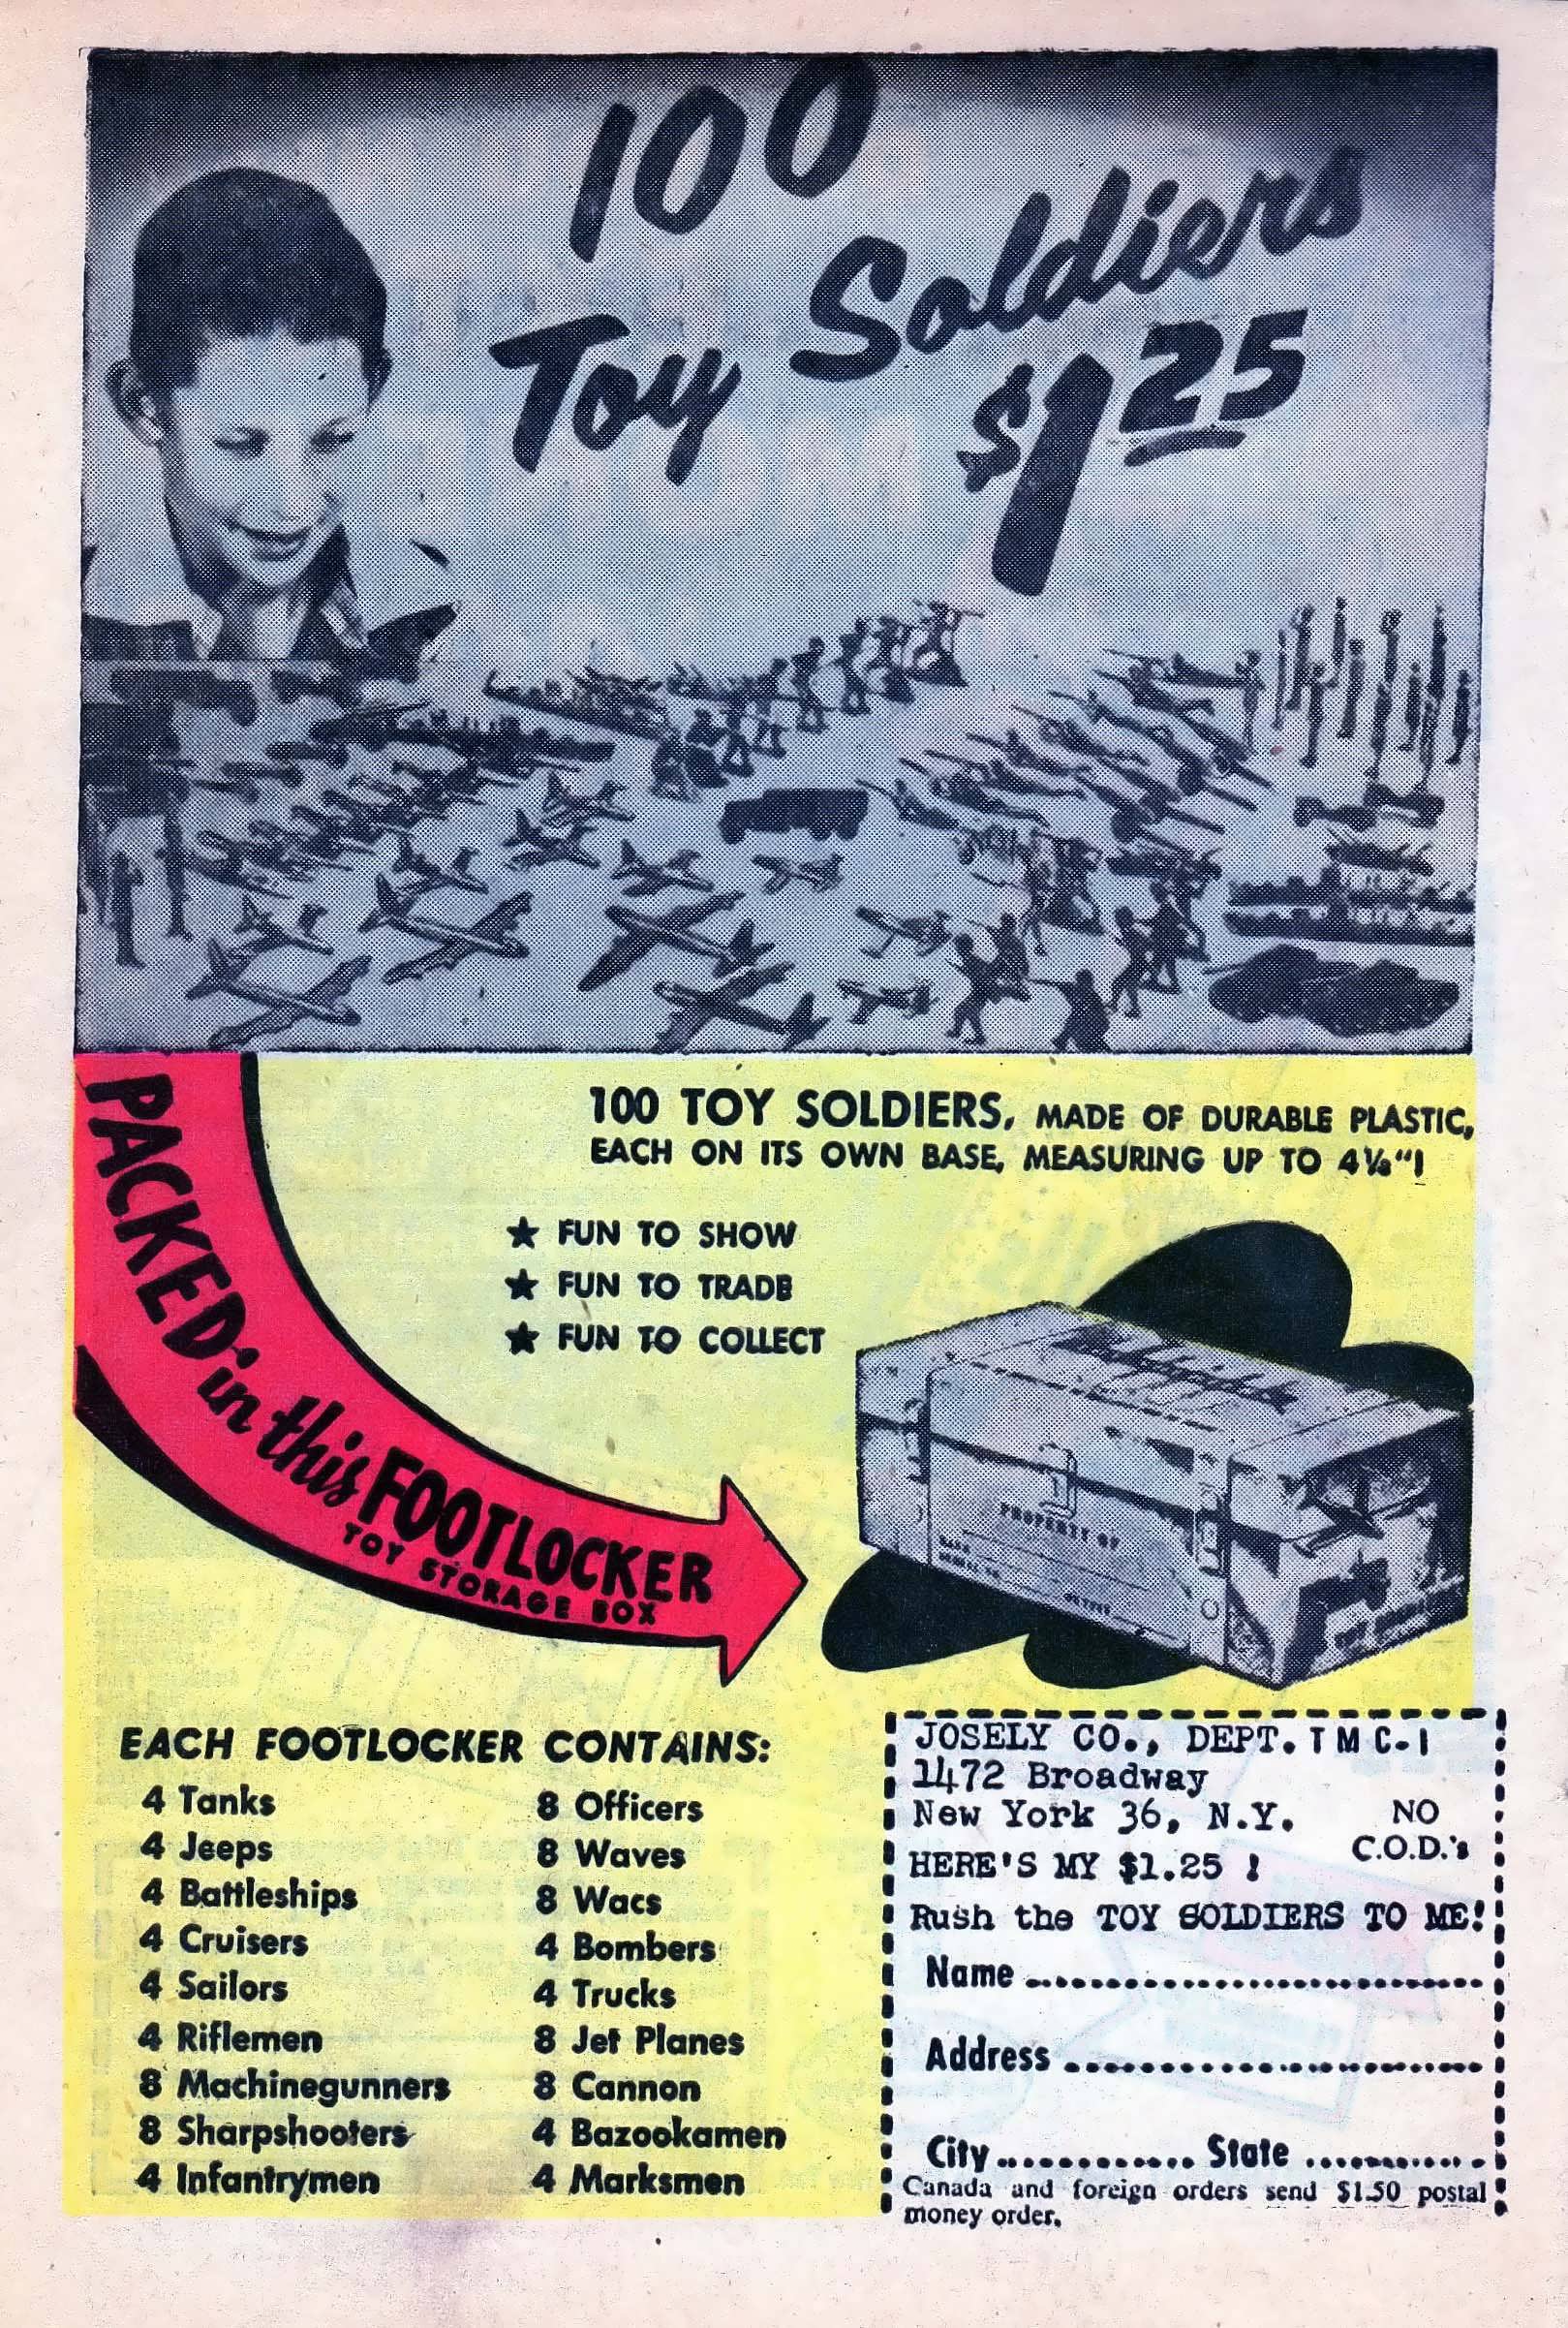 100
Toy Soldiers
$1 25
PACKED in this FOOTLOCKER
TOY STORAGE BOX
100 TOY SOLDIERS, MADE OF DURABLE PLASTIC,
EACH ON ITS OWN BASE, MEASURING UP TO 4½"!
★ FUN TO SHOW
★ FUN TO TRADE
★ FUN TO COLLECT
PROPERTY OF
EACH FOOTLOCKER CONTAINS:
4 Tanks
4 Jeeps
4 Battleships
4 Cruisers
4 Sailors
4 Riflemen
8 Machinegunners
8 Sharpshooters
4 Infantrymen
8 Officers
8 Waves
8 Wacs
4 Bombers
4 Trucks
8 Jet Planes
8 Cannon
4 Bazookamen
4 Marksmen
JOSELY CO., DEPT. TMC-1
1472 Broadway
New York 36, N.Y.
NO
C.O.D.'s
HERE'S MY $1.25 !
Rush the TOY SOLDIERS TO ME!
Name
Address
City............. State ............
Canada and foreign orders send $1.50 postal
money order.